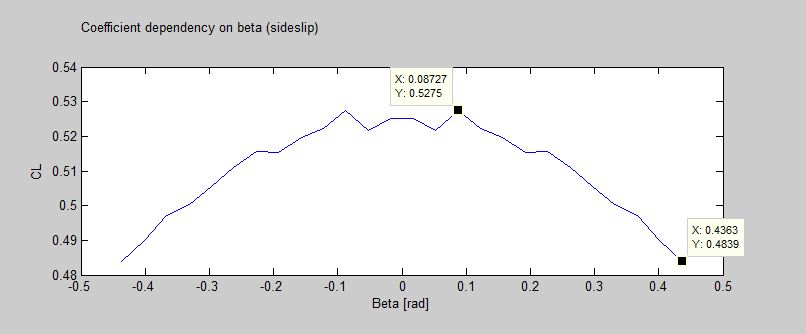 Coefficient dependency on beta (sideslip)
0.54
0.53
0.52
0.51
0.5
0.49
0.48
CL
X: 0.08727
Y: 0.5275
X: 0.4363
Y: 0.4839
-0.5 -0.4 -0.3 -0.2 -0.1 0 0.1 0.2 0.3 0.4 0.5
Beta [rad]